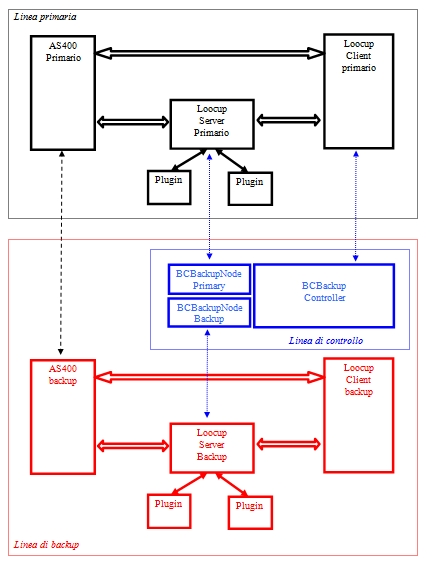 Linea primaria
AS400
Primario
Loocup
Client
primario
Loocup
Server
Primario
Plugin
Plugin
BCBackupNode
Primary
BCBackupNode
Backup
BCBackup
Controller
Linea di controllo
AS400
backup
Loocup
Client
backup
Loocup
Server
Backup
Plugin
Plugin
Linea di backup